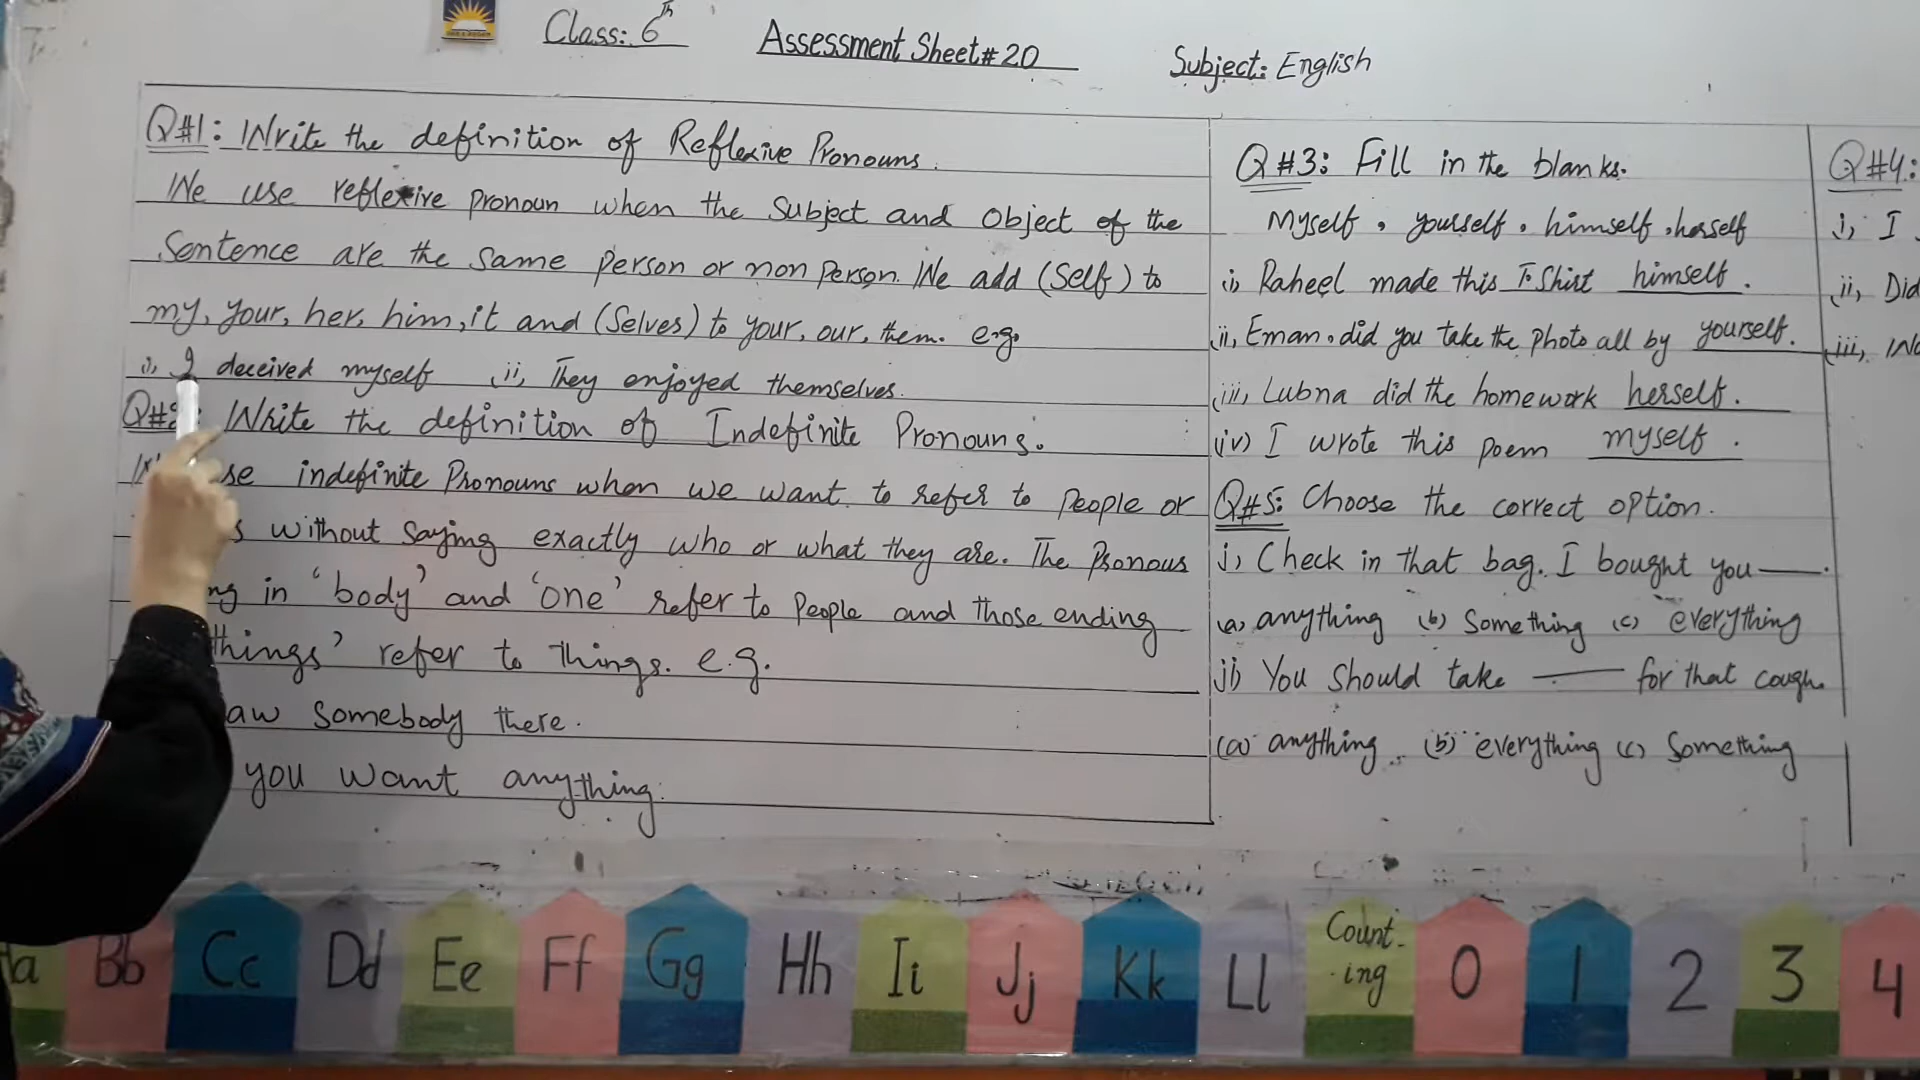 Class: 6th
Assessment Sheet# 20
Subject: English
Q#1: Write the definition of Reflexive Pronouns.
We use reflexive pronoun when the Subject and Object of the
Sentence are the same person or non person. We add (Self) to
my, your, her, him, it and (Selves) to your, our, them. e.g.
i, I deceived myself ii, They enjoyed themselves.
Q#2: Write the definition of Indefinite Pronouns.
se indefinite Pronouns when we want to refer to People or
s without saying exactly who or what they are. The Pronous
ng in 'body' and 'one' refer to People and those ending
things' refer to things. e.g.
aw somebody there.
you want anything.
Q#3: Fill in the blanks.
Myself, yourself, himself, herself
i) Raheel made this T-Shirt himself.
ii, Eman, did you take the Photo all by yourself.
iii, Lubna did the homework herself.
iv) I wrote this poem myself.
Q#5: Choose the correct option.
i, Check in that bag. I bought you ___.
(a) anything (b) Something (c) everything
ii) You Should take ___ for that cough.
(a) anything (b) everything (c) Something
Q#4:
i, I
ii, Did
iii,
a Bb Cc Dd Ee Ff Gg Hh Ii Jj Kk Ll Count-
ing 0 1 2 3 4